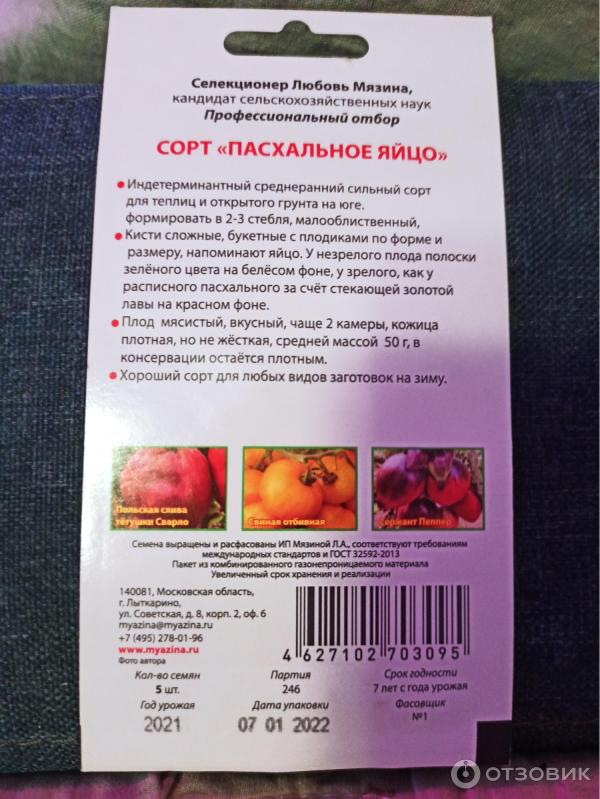 Селекционер Любовь Мязина,
кандидат сельскохозяйственных наук
Профессиональный отбор
СОРТ «ПАСХАЛЬНОЕ ЯЙЦО»
• Индетерминантный среднеранний сильный сорт
для теплиц и открытого грунта на юге.
формировать в 2-3 стебля, малооблиственный,
• Кисти сложные, букетные с плодиками по форме и
размеру, напоминают яйцо. У незрелого плода полоски
зелёного цвета на белёсом фоне, у зрелого, как у
расписного пасхального за счёт стекающей золотой
лавы на красном фоне.
• Плод мясистый, вкусный, чаще 2 камеры, кожица
плотная, но не жёсткая, средней массой 50 г, в
консервации остаётся плотным.
• Хороший сорт для любых видов заготовок на зиму.
Польская слива
тётушки Сварло
Свиная отбивная
Сержант Пеппер
Семена выращены и расфасованы ИП Мязиной Л.А., соответствуют требованиям
международных стандартов и ГОСТ 32592-2013
Пакет из комбинированного газонепроницаемого материала
Увеличенный срок хранения и реализации
140081, Московская область,
г. Лыткарино,
ул. Советская, д. 8, корп. 2, оф. 6
myazina@myazina.ru
+7 (495) 278-01-96
www.myazina.ru
Фото автора
4 627102 703095
Кол-во семян
5 шт.
Партия
246
Срок годности
7 лет с года урожая
Год урожая
2021
Дата упаковки
07 01 2022
Фасовщик
№1
ОТЗОВИК